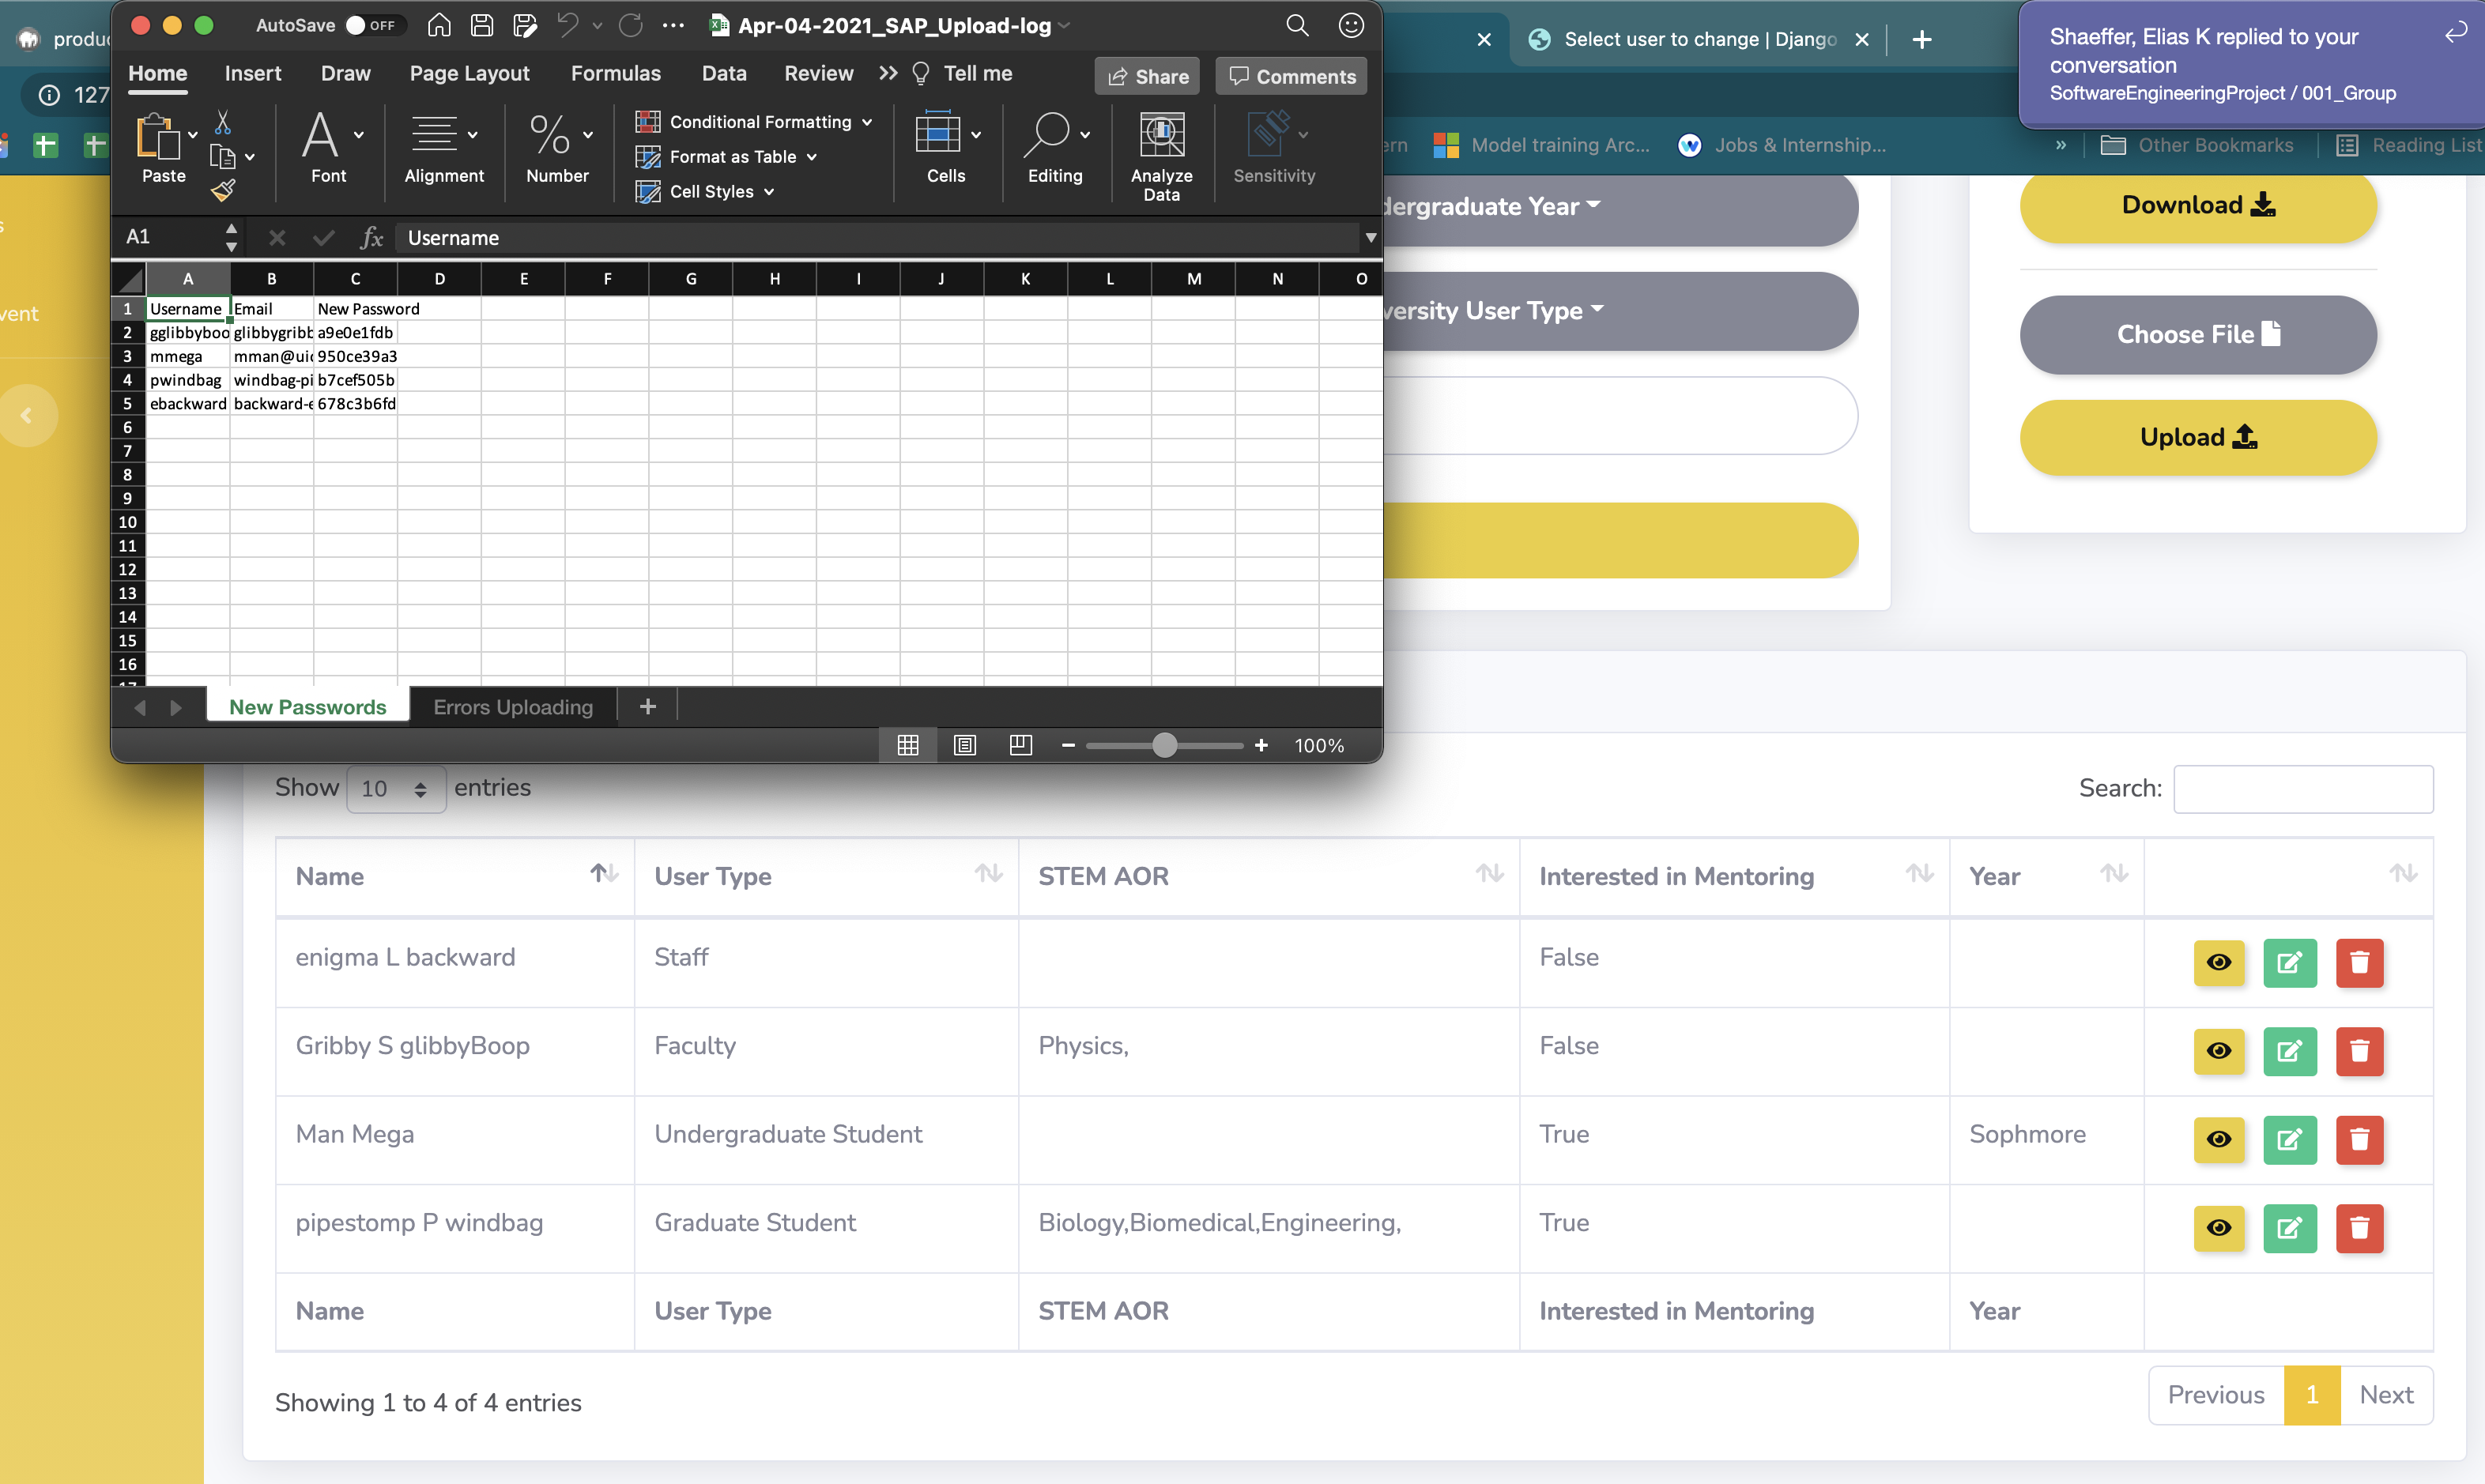 AutoSave OFF Apr-04-2021_SAP_Upload-log
Home Insert Draw Page Layout Formulas Data Review Tell me Share Comments
Paste Font Alignment Number Conditional Formatting Format as Table Cell Styles Cells Editing Analyze Data Sensitivity
A1 fx Username
A B C D E F G H I J K L M N O
1 Username Email New Password
2 gglibbyboo glibbygribb a9e0e1fdb
3 mmega mman@uic 950ce39a3
4 pwindbag windbag-pi b7cef505b
5 ebackward backward-e 678c3b6fd
6
7
8
9
10
11
12
13
14
15
16
17
New Passwords Errors Uploading
100%
produc
127
vent
Select user to change | Django
Model training Arc... Jobs & Internship...
Other Bookmarks Reading List
Shaeffer, Elias K replied to your
conversation
SoftwareEngineeringProject / 001_Group
dergraduate Year
versity User Type
Download
Choose File
Upload
Show 10 entries Search:
Name User Type STEM AOR Interested in Mentoring Year
enigma L backward Staff False
Gribby S glibbyBoop Faculty Physics, False
Man Mega Undergraduate Student True Sophmore
pipestomp P windbag Graduate Student Biology,Biomedical,Engineering, True
Name User Type STEM AOR Interested in Mentoring Year
Showing 1 to 4 of 4 entries Previous 1 Next